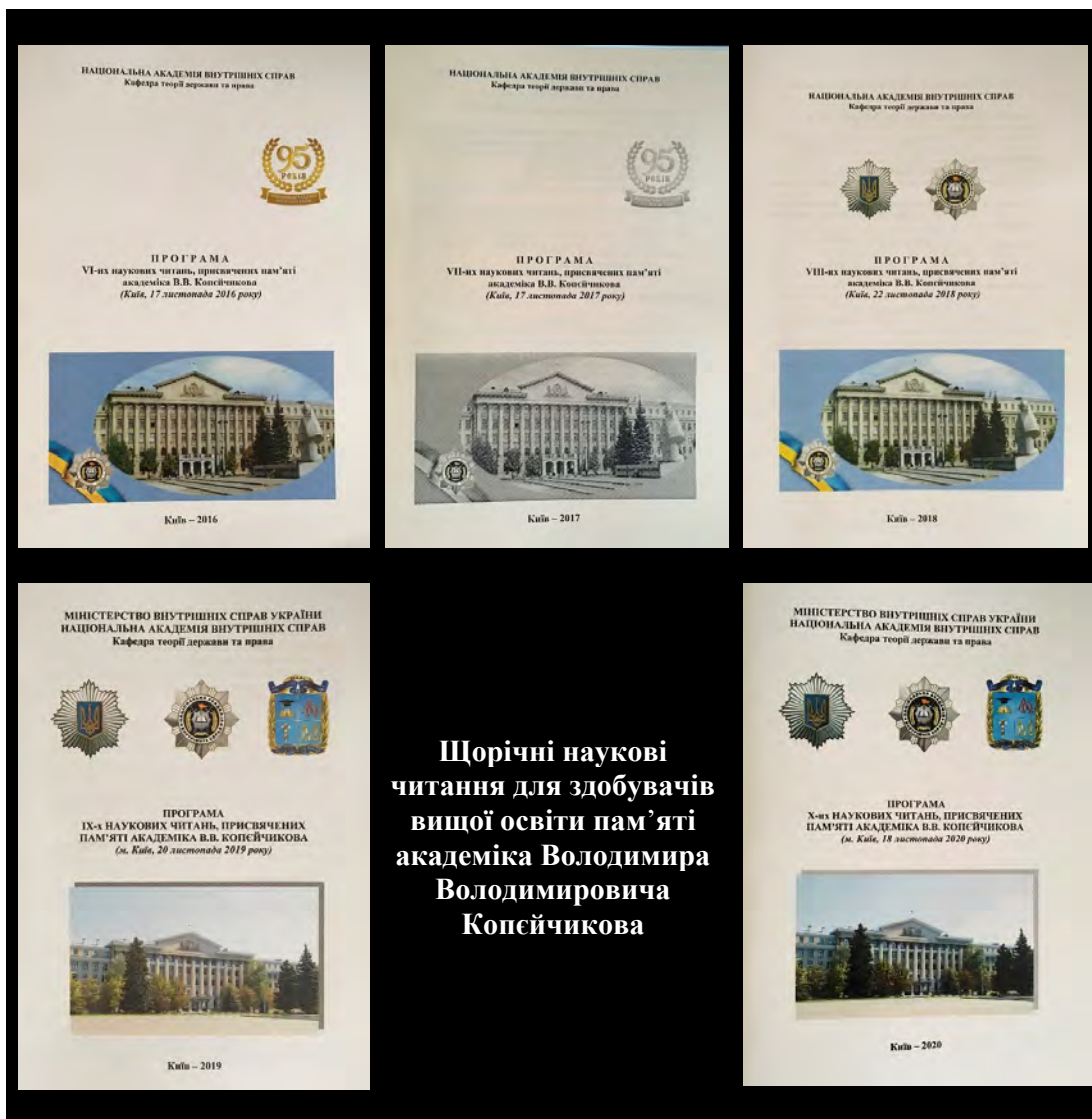 НАЦІОНАЛЬНА АКАДЕМІЯ ВНУТРІШНІХ СПРАВ
Кафедра теорії держави та права
95
РОКІВ
ПРОГРАМА
VI-их наукових читань, присвячених пам’яті
академіка В.В. Копєйчикова
(Київ, 17 листопада 2016 року)
Київ – 2016
НАЦІОНАЛЬНА АКАДЕМІЯ ВНУТРІШНІХ СПРАВ
Кафедра теорії держави та права
95
РОКІВ
ПРОГРАМА
VII-их наукових читань, присвячених пам’яті
академіка В.В. Копєйчикова
(Київ, 17 листопада 2017 року)
Київ – 2017
НАЦІОНАЛЬНА АКАДЕМІЯ ВНУТРІШНІХ СПРАВ
Кафедра теорії держави та права
ПРОГРАМА
VIII-их наукових читань, присвячених пам’яті
академіка В.В. Копєйчикова
(Київ, 22 листопада 2018 року)
Київ – 2018
МІНІСТЕРСТВО ВНУТРІШНІХ СПРАВ УКРАЇНИ
НАЦІОНАЛЬНА АКАДЕМІЯ ВНУТРІШНІХ СПРАВ
Кафедра теорії держави та права
ПРОГРАМА
IX-х НАУКОВИХ ЧИТАНЬ, ПРИСВЯЧЕНИХ
ПАМ’ЯТІ АКАДЕМІКА В.В. КОПЄЙЧИКОВА
(м. Київ, 20 листопада 2019 року)
Київ – 2019
Щорічні наукові
читання для здобувачів
вищої освіти пам’яті
академіка Володимира
Володимировича
Копєйчикова
МІНІСТЕРСТВО ВНУТРІШНІХ СПРАВ УКРАЇНИ
НАЦІОНАЛЬНА АКАДЕМІЯ ВНУТРІШНІХ СПРАВ
Кафедра теорії держави та права
ПРОГРАМА
X-их НАУКОВИХ ЧИТАНЬ, ПРИСВЯЧЕНИХ
ПАМ’ЯТІ АКАДЕМІКА В.В. КОПЄЙЧИКОВА
(м. Київ, 18 листопада 2020 року)
Київ – 2020